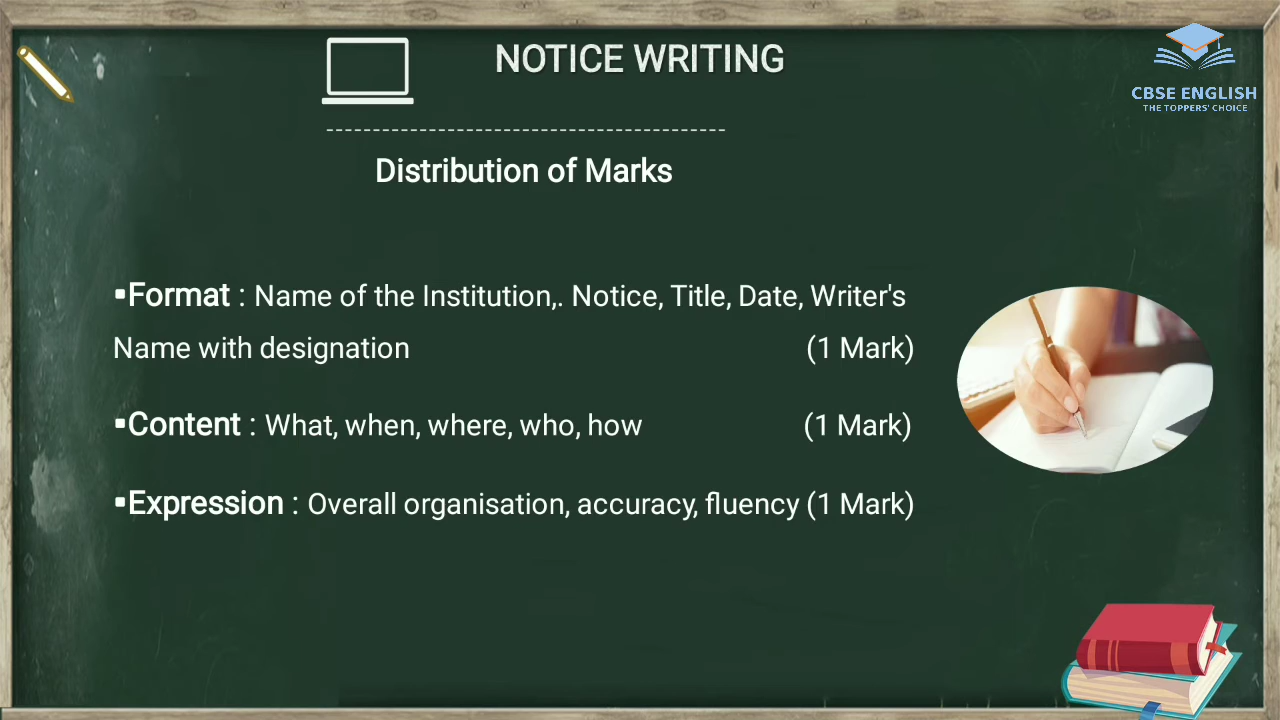 NOTICE WRITING
CBSE ENGLISH
THE TOPPERS' CHOICE
-------------------------------------------
Distribution of Marks
▪Format : Name of the Institution,. Notice, Title, Date, Writer's
Name with designation (1 Mark)
▪Content : What, when, where, who, how (1 Mark)
▪Expression : Overall organisation, accuracy, fluency (1 Mark)